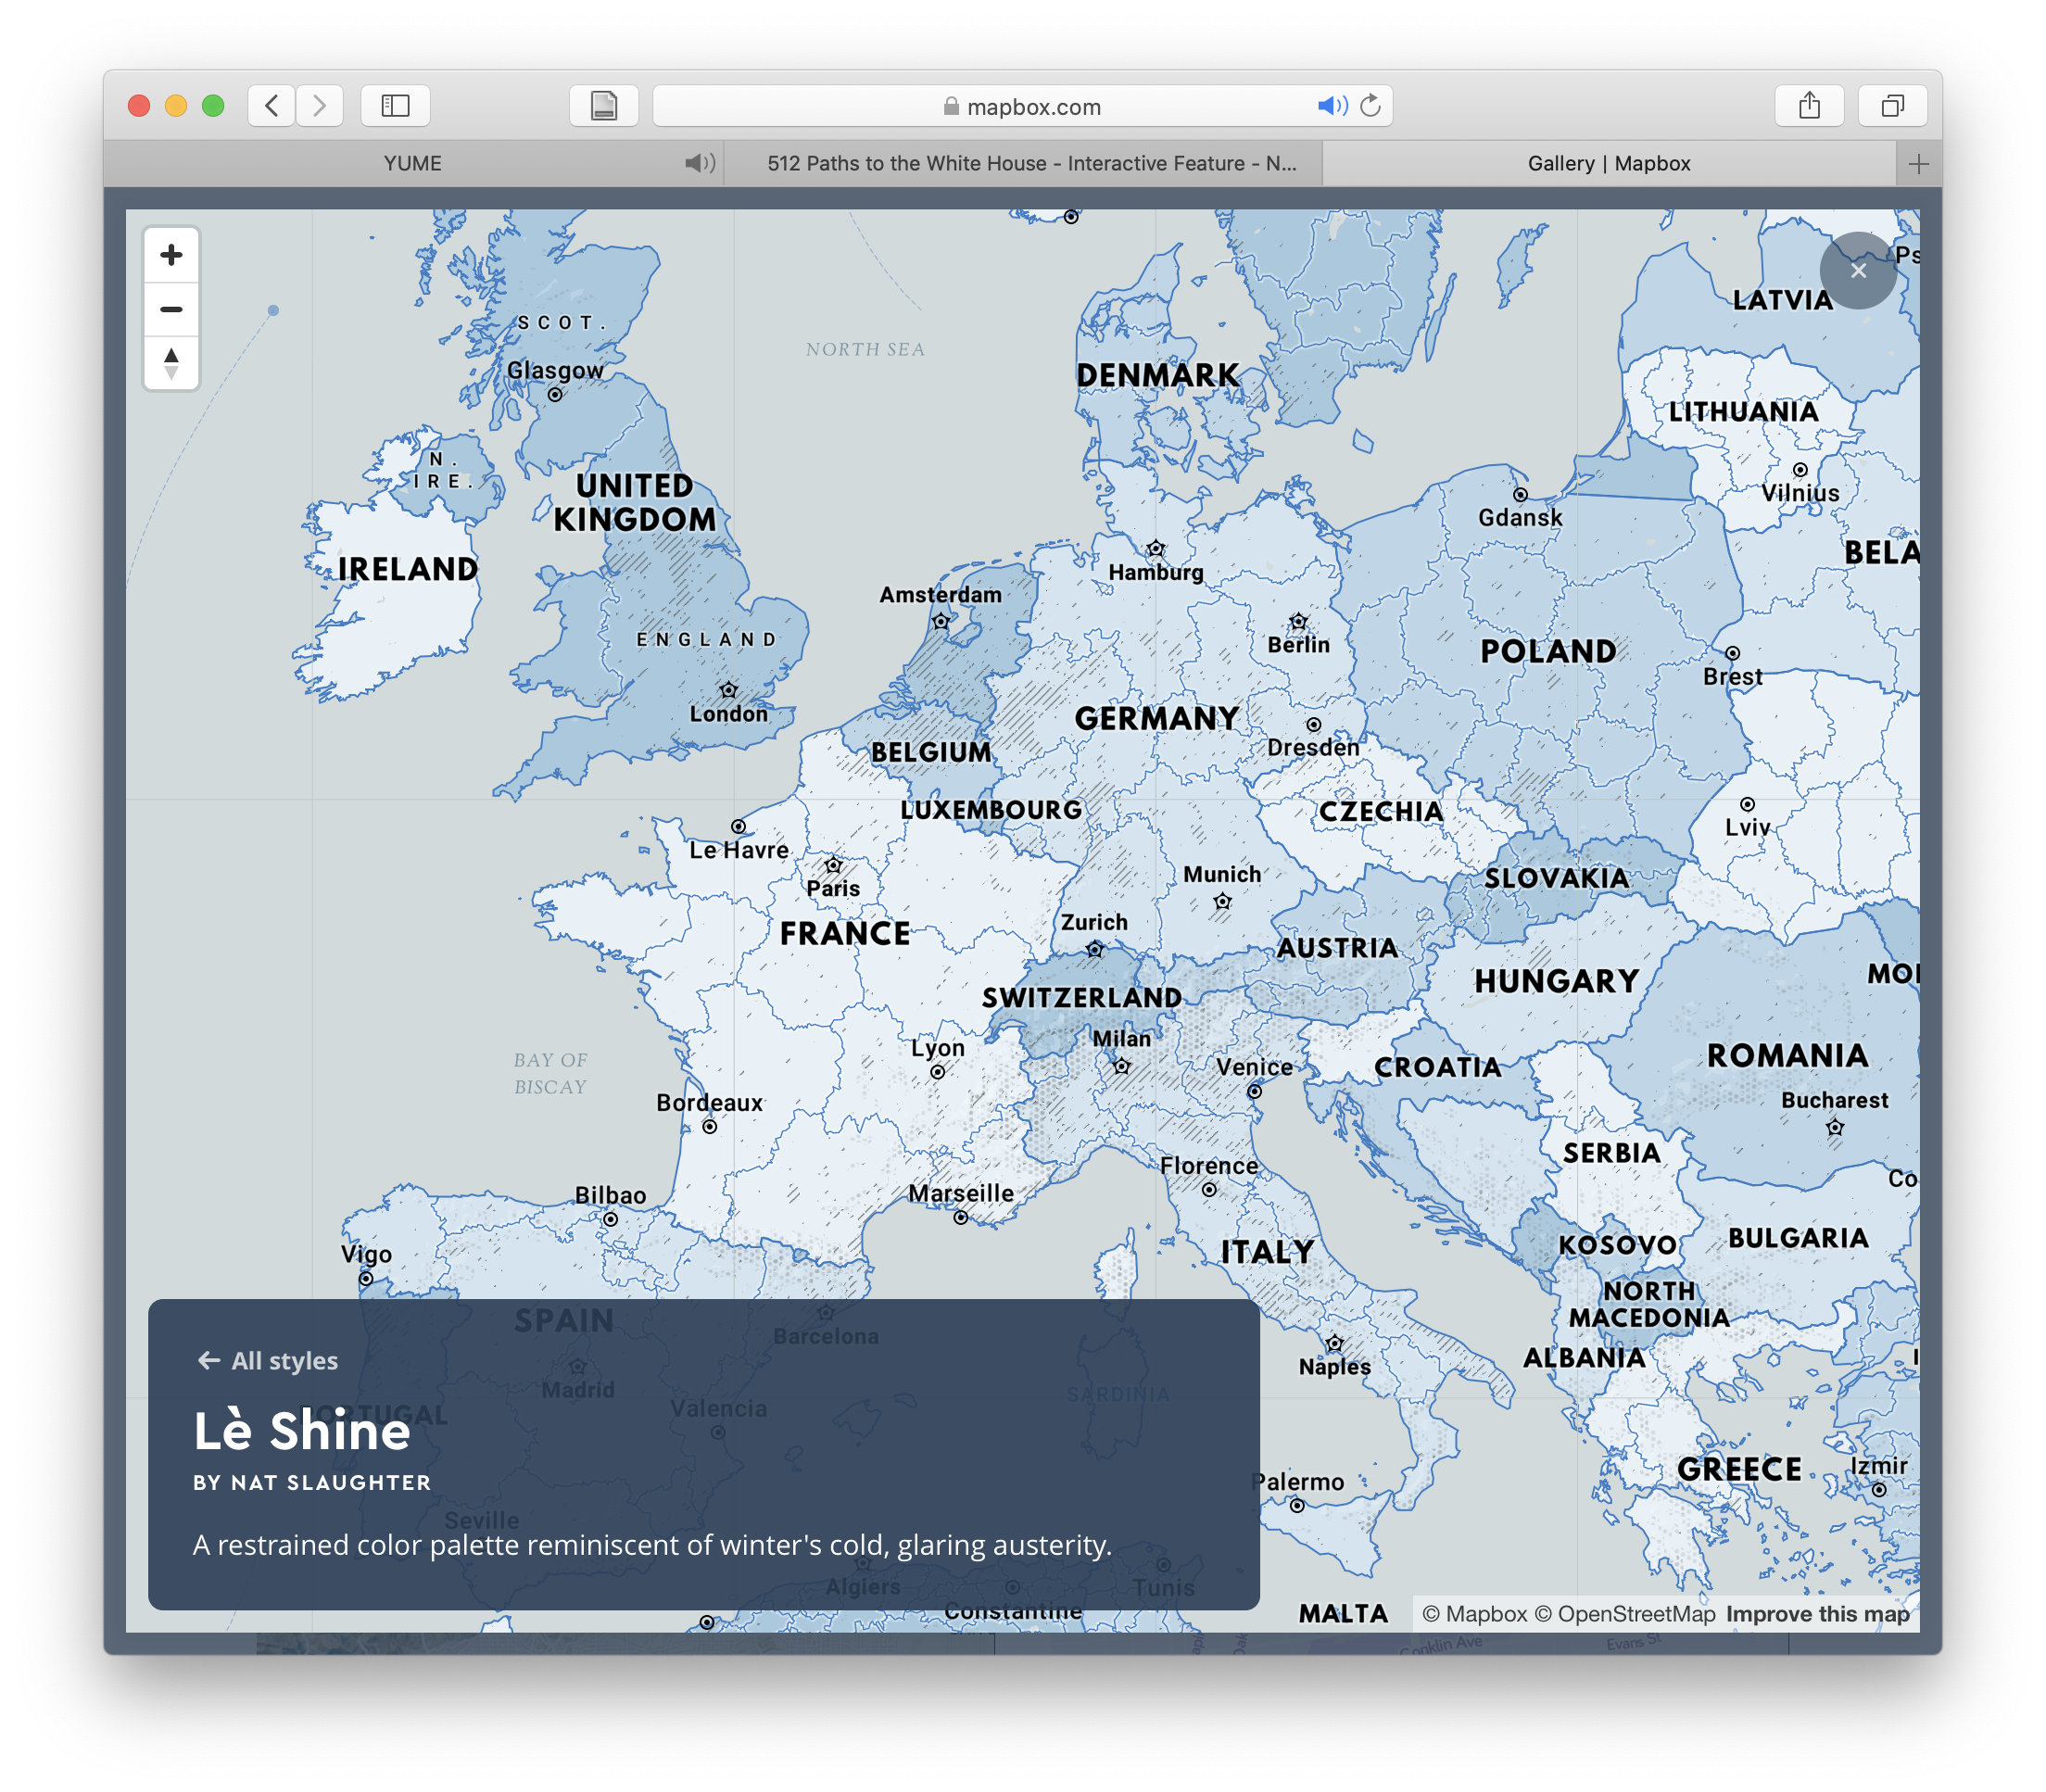 mapbox.com
YUME
512 Paths to the White House - Interactive Feature - N...
Gallery | Mapbox
Ps
LATVIA
SCOT.
NORTH SEA
Glasgow
DENMARK
LITHUANIA
N.
IRE.
UNITED
KINGDOM
Vilnius
Gdansk
BELA
IRELAND
Hamburg
Amsterdam
ENGLAND
Berlin
POLAND
Brest
London
GERMANY
Dresden
BELGIUM
LUXEMBOURG
CZECHIA
Lviv
Le Havre
Paris
Munich
SLOVAKIA
FRANCE
Zurich
AUSTRIA
MOL
HUNGARY
SWITZERLAND
Milan
Lyon
CROATIA
Venice
ROMANIA
BAY OF
BISCAY
Bordeaux
Bucharest
SERBIA
Florence
Co
Bilbao
Marseille
BULGARIA
KOSOVO
Vigo
ITALY
NORTH
MACEDONIA
SPAIN
Barcelona
ALBANIA
Naples
← All styles
Madrid
SARDINIA
Valencia
PORTUGAL
Lè Shine
BY NAT SLAUGHTER
GREECE
Izmir
Palermo
Seville
A restrained color palette reminiscent of winter's cold, glaring austerity.
Algiers
Tunis
Constantine
MALTA
© Mapbox © OpenStreetMap Improve this map
Conklin Ave
Evans St